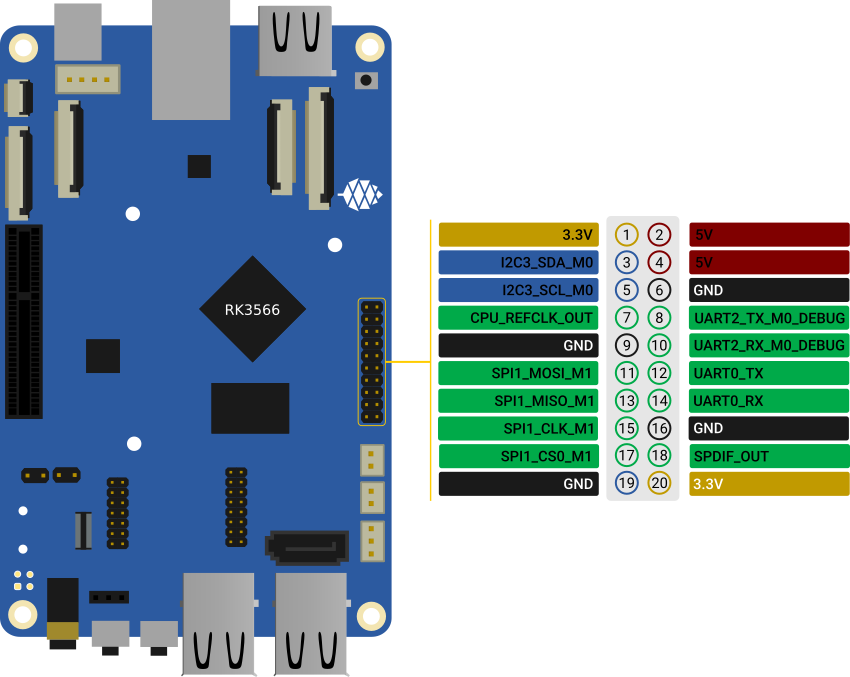 3.3V 1 2 5V
I2C3_SDA_M0 3 4 5V
I2C3_SCL_M0 5 6 GND
CPU_REFCLK_OUT 7 8 UART2_TX_M0_DEBUG
RK3566
GND 9 10 UART2_RX_M0_DEBUG
SPI1_MOSI_M1 11 12 UART0_TX
SPI1_MISO_M1 13 14 UART0_RX
SPI1_CLK_M1 15 16 GND
SPI1_CS0_M1 17 18 SPDIF_OUT
GND 19 20 3.3V